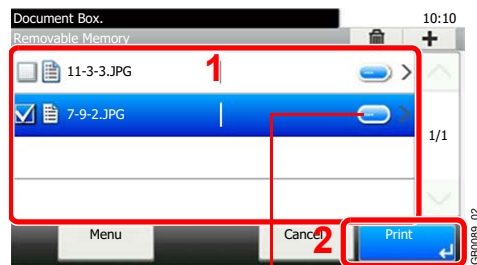 Document Box.
10:10
Removable Memory
1
11-3-3.JPG
7-9-2.JPG
1/1
Menu
Cancel
2
Print
GB0089_02